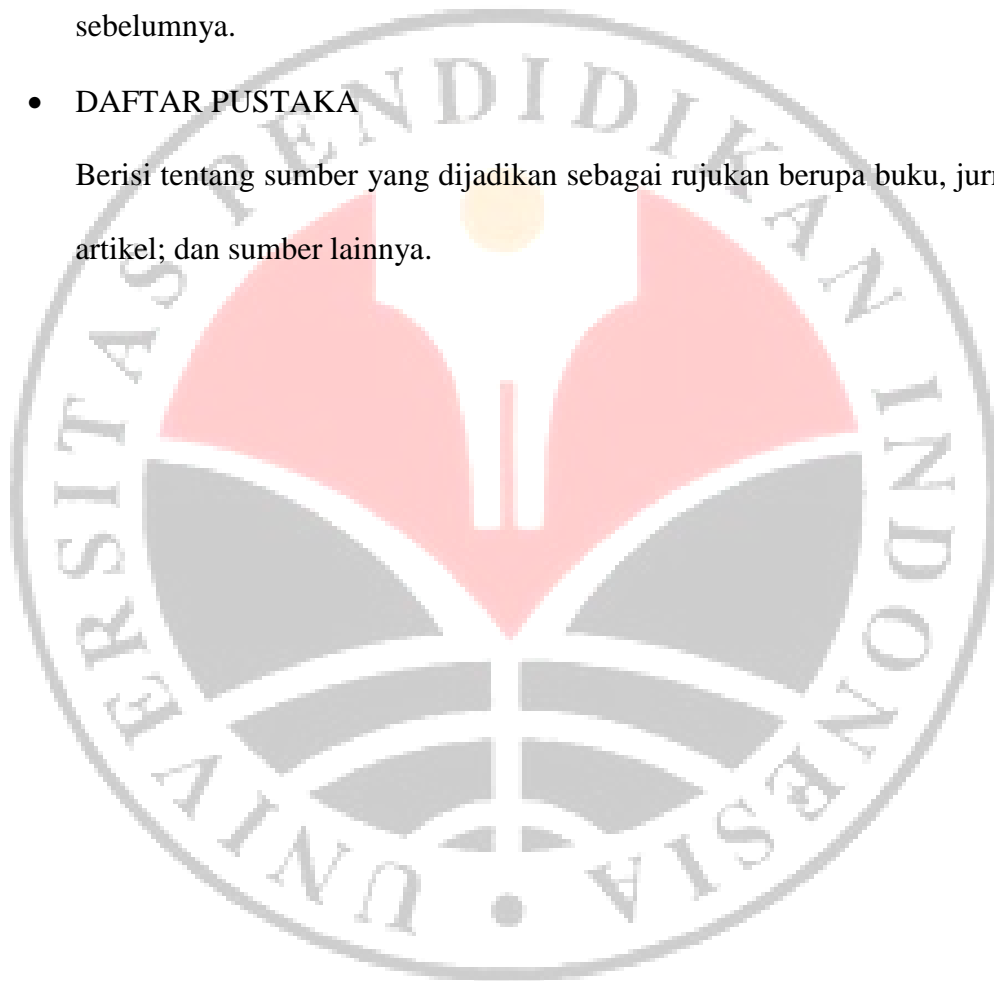 sebelumnya.
• DAFTAR PUSTAKA
Berisi tentang sumber yang dijadikan sebagai rujukan berupa buku,
artikel; dan sumber lainnya.
UNIVERSITAS PENDIDIKAN INDONESIA